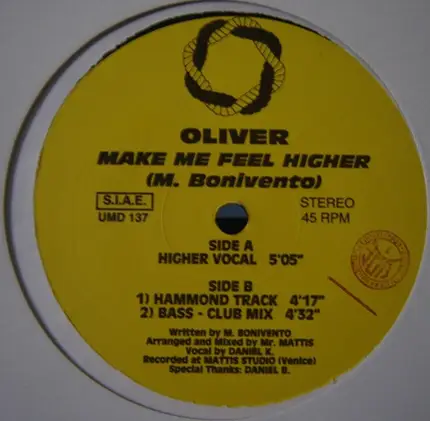 OLIVER
MAKE ME FEEL HIGHER
(M. Bonivento)
S.I.A.E.
UMD 137
STEREO
45 RPM
SIDE A
HIGHER VOCAL 5'05"
SIDE B
1) HAMMOND TRACK 4'17"
2) BASS - CLUB MIX 4'32"
Written by M. BONIVENTO
Arranged and Mixed by Mr. MATTIS
Vocal by DANIEL K.
Recorded at MATTIS STUDIO (Venice)
Special Thanks: DANIEL B.